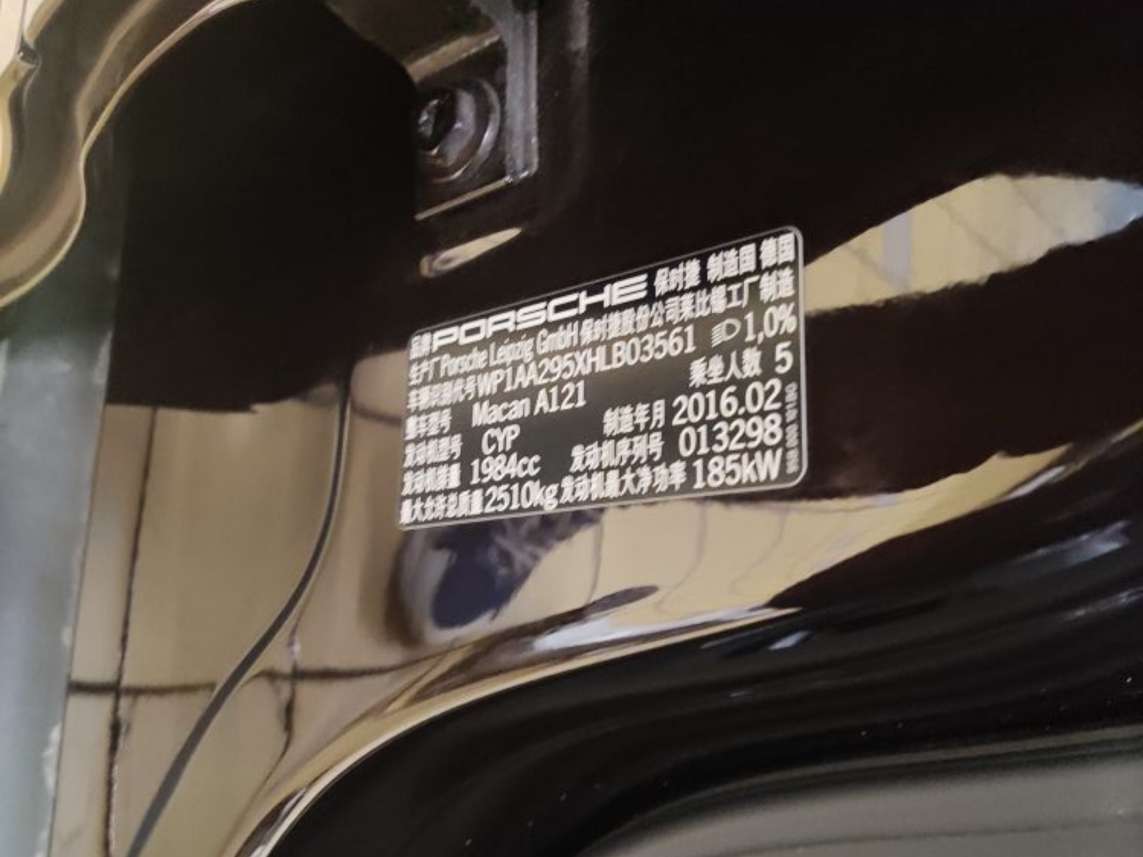 品牌 PORSCHE 保时捷 制造国 德国
生产厂 Porsche Leipzig GmbH 保时捷股份公司莱比锡工厂 制造
车辆识别代号 WP1AA295XHLB03561 1,0%
整车型号 Macan A121 乘坐人数 5
发动机型号 CYP 制造年月 2016.02
发动机排量 1984cc 发动机序列号 013298
最大允许总质量 2510kg 发动机最大净功率 185kW